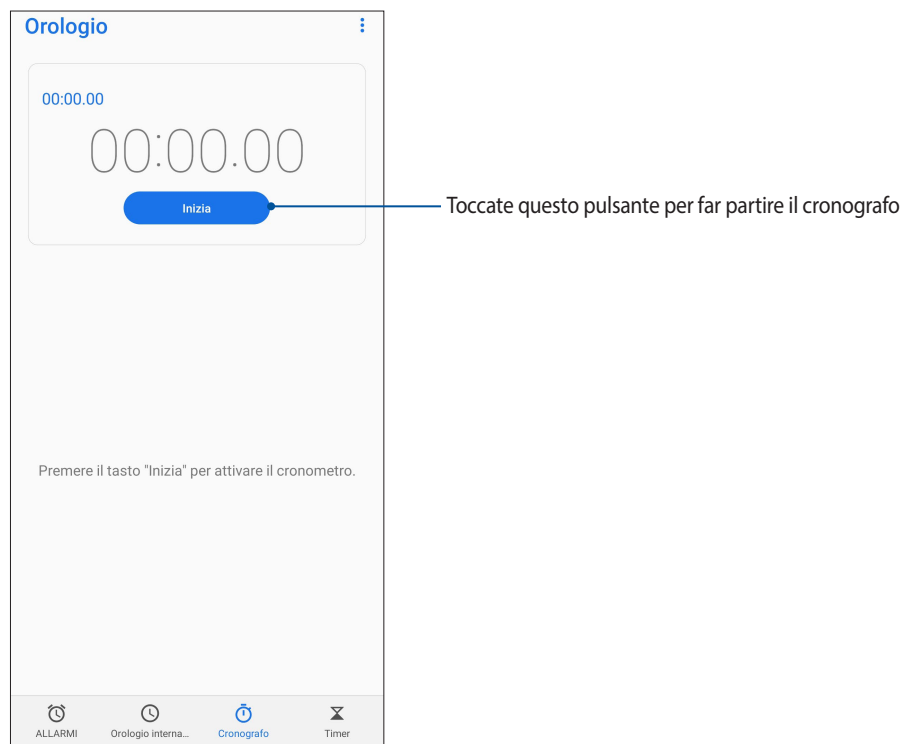 Orologio
00:00.00
00:00.00
Inizia
Toccate questo pulsante per far partire il cronografo
Premere il tasto "Inizia" per attivare il cronometro.
ALLARMI
Orologio interna...
Cronografo
Timer